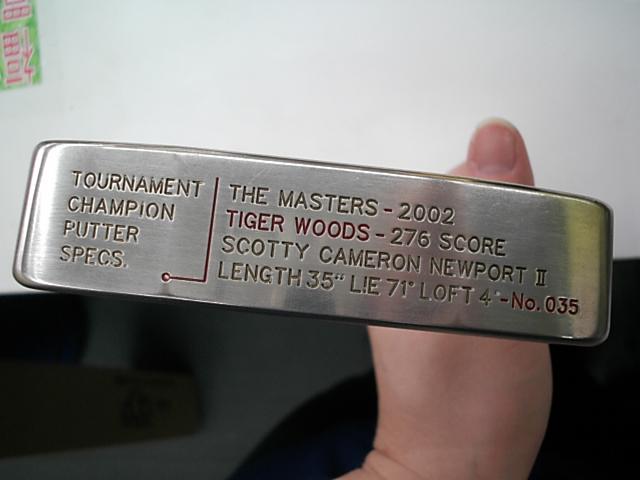 TOURNAMENT
CHAMPION
PUTTER
SPECS.
THE MASTERS - 2002
TIGER WOODS - 276 SCORE
SCOTTY CAMERON NEWPORT II
LENGTH 35" LIE 71° LOFT 4° - No. 035